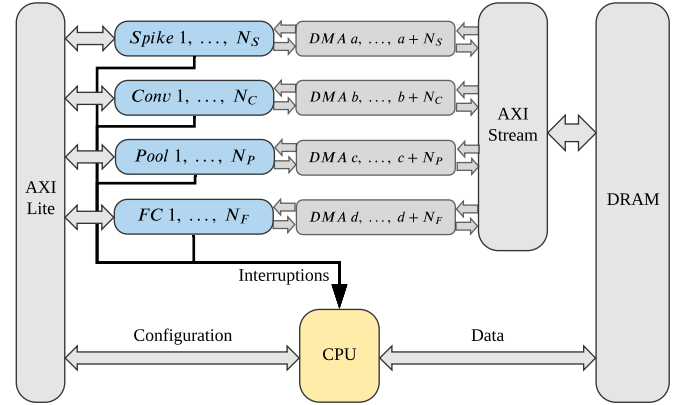 Spike 1, ..., N_S
DMA a, ..., a + N_S
Conv 1, ..., N_C
DMA b, ..., b + N_C
AXI
Stream
Pool 1, ..., N_P
DMA c, ..., c + N_P
AXI
Lite
DRAM
FC 1, ..., N_F
DMA d, ..., d + N_F
Interruptions
Configuration
CPU
Data